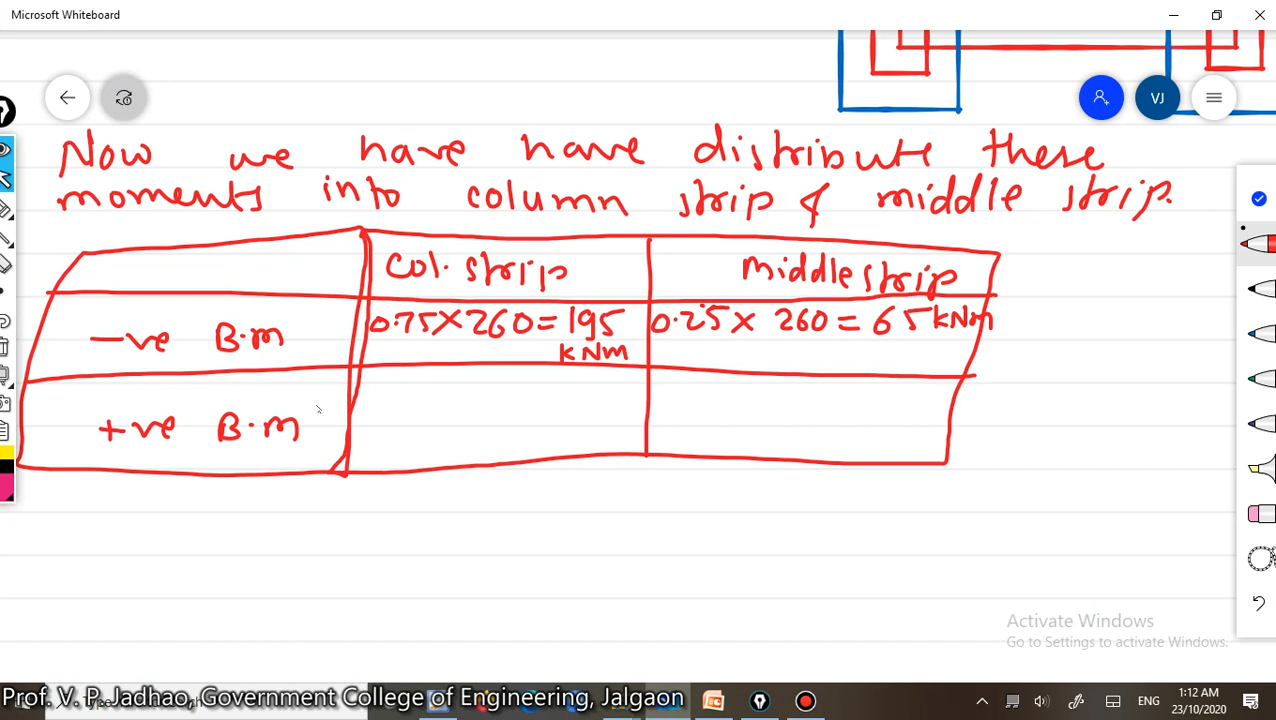 Microsoft Whiteboard
VJ
Now we have have distribute these
moments into column strip & middle strip.
Col. strip middle strip
-ve B.m 0.75×260=195 kNm 0.25× 260 = 65 kNm
+ve B.m
Activate Windows
Go to Settings to activate Windows.
Prof. V. P. Jadhao, Government College of Engineering, Jalgaon
ENG
1:12 AM
23/10/2020